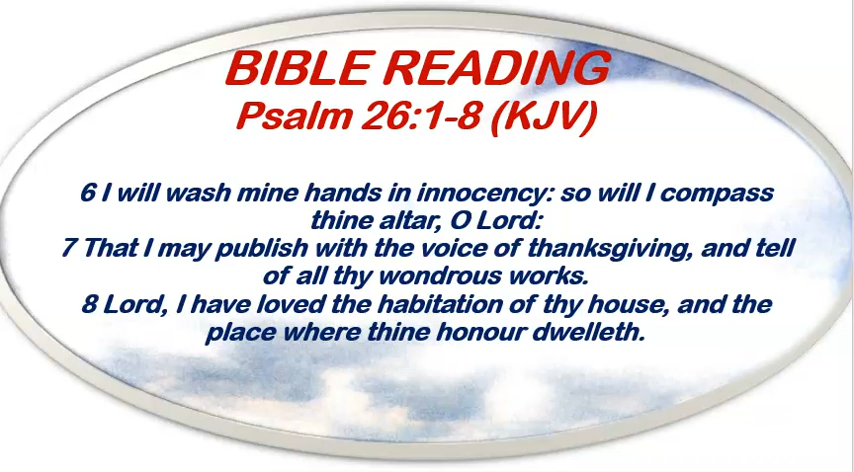 BIBLE READING
Psalm 26:1-8 (KJV)
6 I will wash mine hands in innocency: so will I compass
thine altar, O Lord:
7 That I may publish with the voice of thanksgiving, and tell
of all thy wondrous works.
8 Lord, I have loved the habitation of thy house, and the
place where thine honour dwelleth.